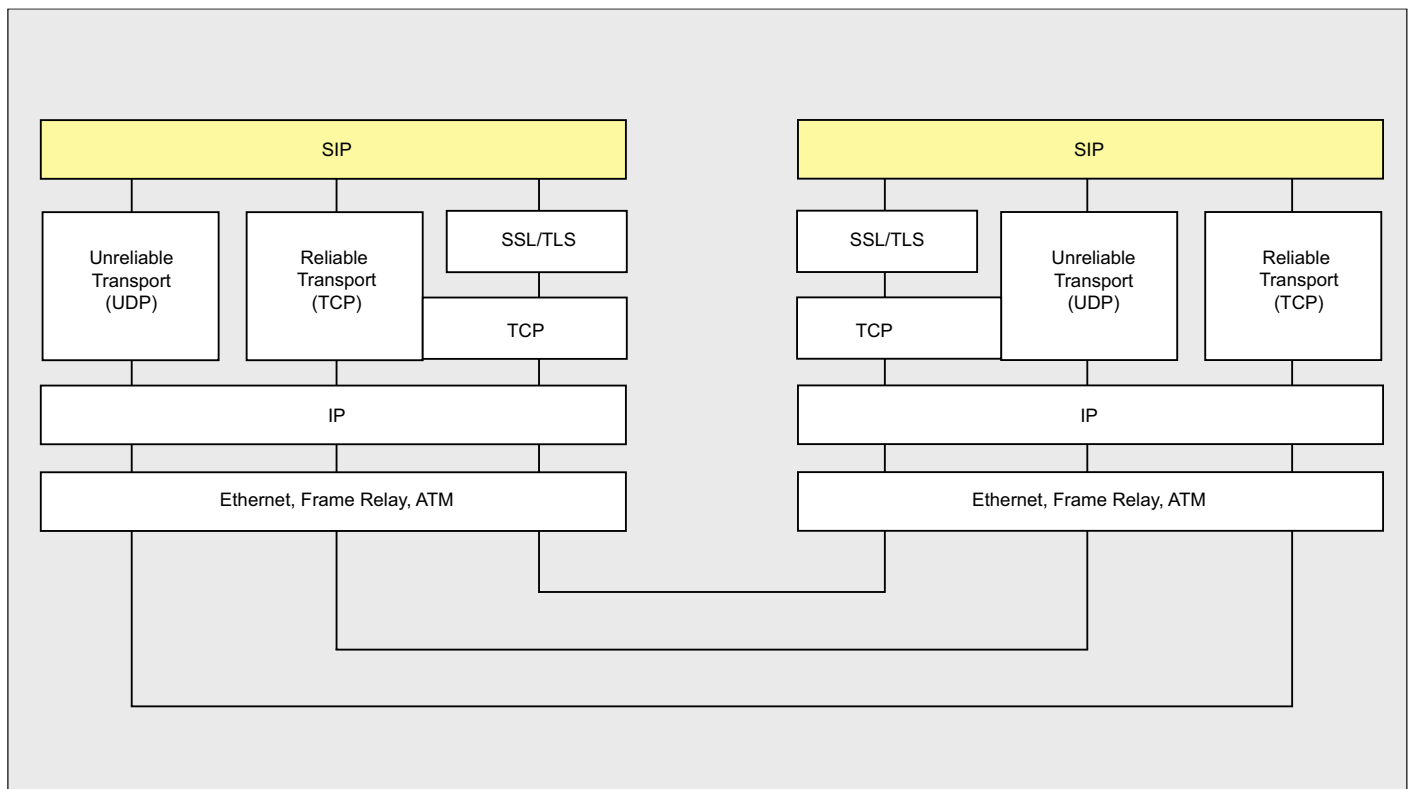 SIP
Unreliable
Transport
(UDP)
Reliable
Transport
(TCP)
SSL/TLS
TCP
IP
Ethernet, Frame Relay, ATM
SIP
SSL/TLS
TCP
Unreliable
Transport
(UDP)
Reliable
Transport
(TCP)
IP
Ethernet, Frame Relay, ATM